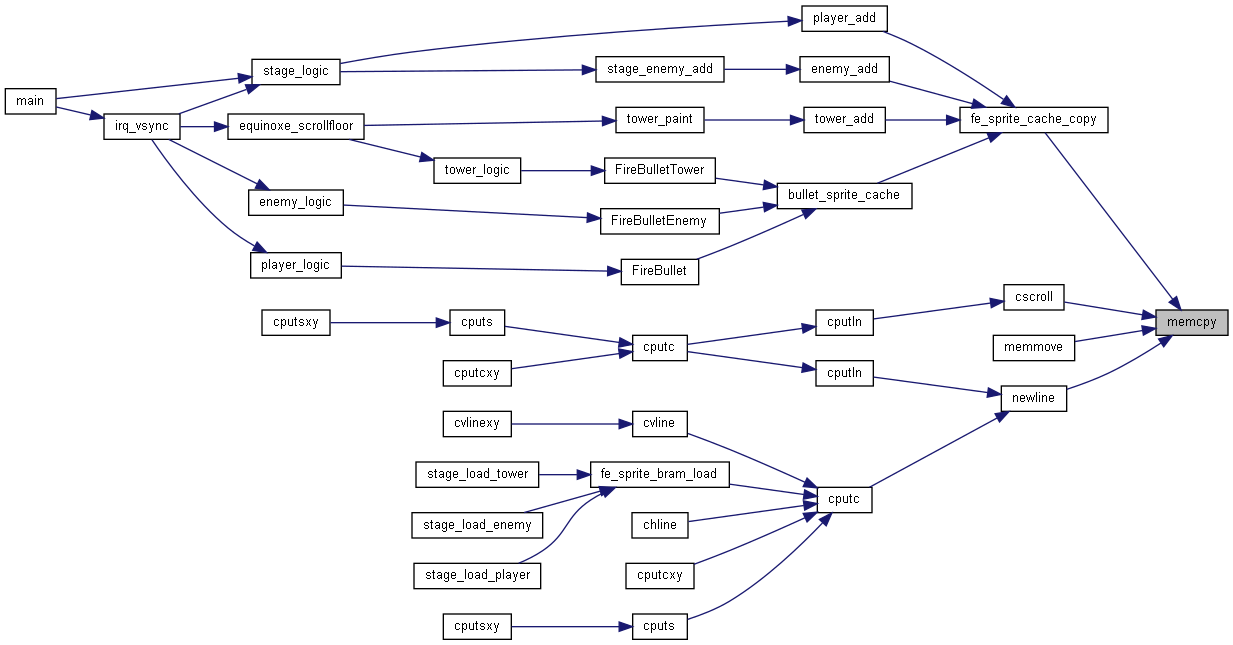 player_add
stage_logic
stage_enemy_add
enemy_add
main
irq_vsync
equinoxe_scrollfloor
tower_paint
tower_add
fe_sprite_cache_copy
tower_logic
FireBulletTower
bullet_sprite_cache
enemy_logic
FireBulletEnemy
player_logic
FireBullet
cscroll
cputsxy
cputs
cputln
memcpy
cputc
memmove
cputcxy
cputln
newline
cvlinexy
cvline
stage_load_tower
fe_sprite_bram_load
cputc
stage_load_enemy
chline
stage_load_player
cputcxy
cputsxy
cputs